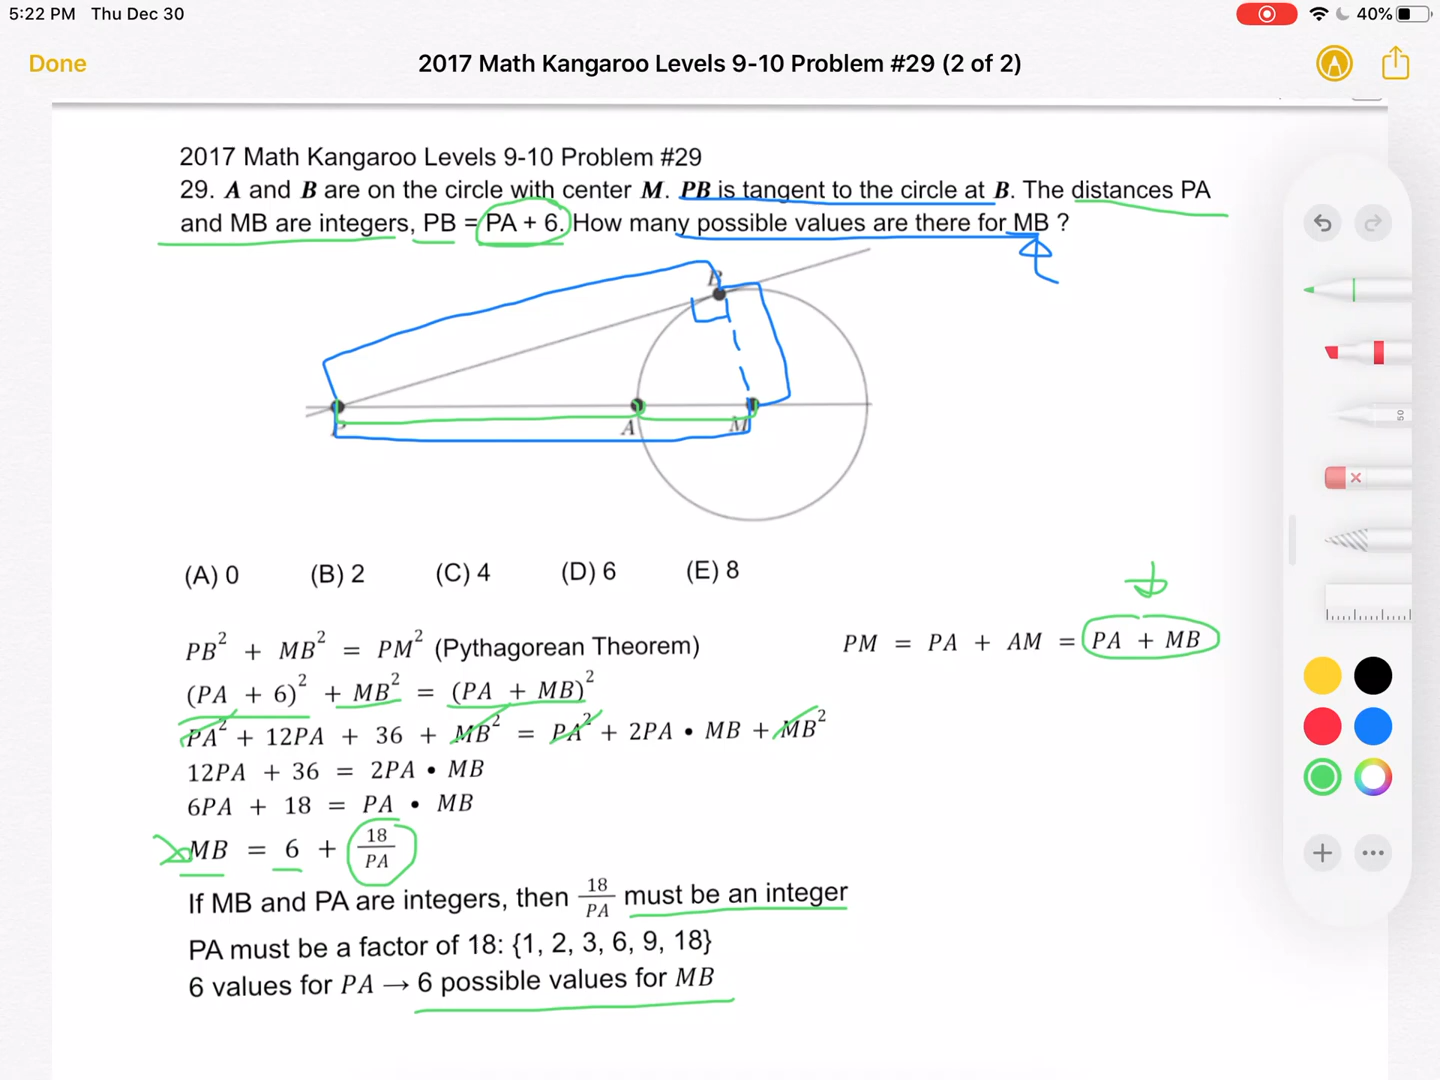 5:22 PM Thu Dec 30
40%
Done
2017 Math Kangaroo Levels 9-10 Problem #29 (2 of 2)
2017 Math Kangaroo Levels 9-10 Problem #29
29. A and B are on the circle with center M. PB is tangent to the circle at B. The distances PA
and MB are integers, PB = PA + 6. How many possible values are there for MB ?
B
P
A
M
50
(A) 0 (B) 2 (C) 4 (D) 6 (E) 8
PB² + MB² = PM² (Pythagorean Theorem)
PM = PA + AM = PA + MB
(PA + 6)² + MB² = (PA + MB)²
PA² + 12PA + 36 + MB² = PA² + 2PA • MB + MB²
12PA + 36 = 2PA • MB
6PA + 18 = PA • MB
MB = 6 + 18/PA
If MB and PA are integers, then 18/PA must be an integer
PA must be a factor of 18: {1, 2, 3, 6, 9, 18}
6 values for PA → 6 possible values for MB